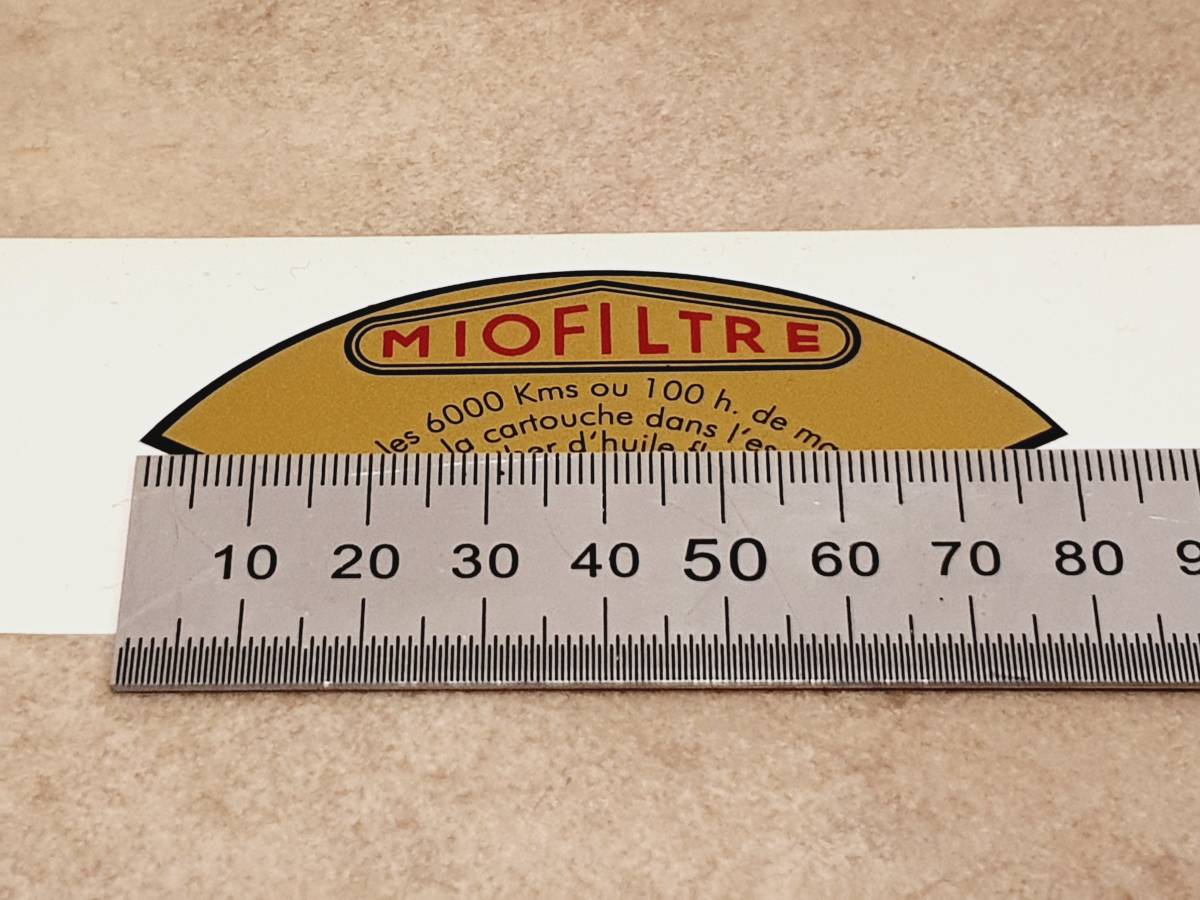 MIOFILTRE
les 6000 Kms ou 100 h. de
la cartouche dans
d'huile
10 20 30 40 50 60 70 80